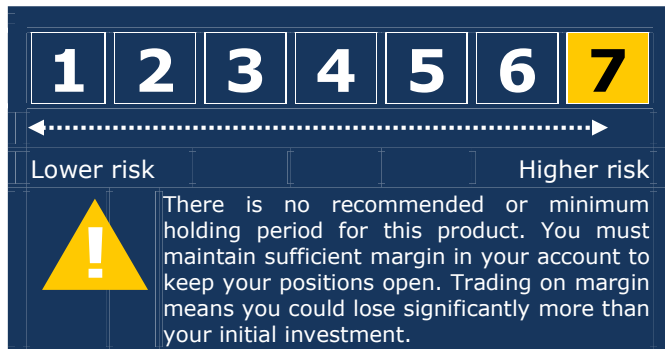 1 2 3 4 5 6 7
Lower risk Higher risk
!
There is no recommended or minimum
holding period for this product. You must
maintain sufficient margin in your account to
keep your positions open. Trading on margin
means you could lose significantly more than
your initial investment.